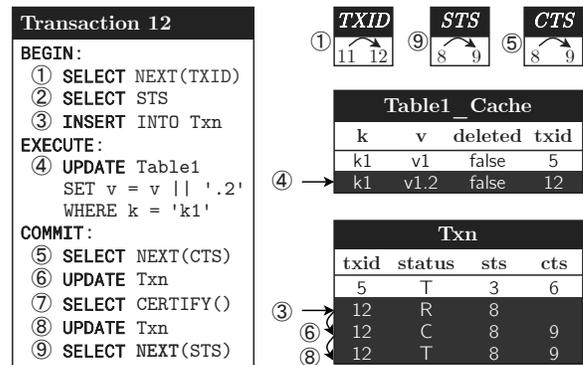 Transaction 12
BEGIN:
① SELECT NEXT(TXID)
② SELECT STS
③ INSERT INTO Txn
EXECUTE:
④ UPDATE Table1
SET v = v || '.2'
WHERE k = 'k1'
COMMIT:
⑤ SELECT NEXT(CTS)
⑥ UPDATE Txn
⑦ SELECT CERTIFY()
⑧ UPDATE Txn
⑨ SELECT NEXT(STS)
① TXID
11 12
⑨ STS
8 9
⑤ CTS
8 9
Table1_Cache
k v deleted txid
k1 v1 false 5
④ k1 v1.2 false 12
Txn
txid status sts cts
5 T 3 6
③ 12 R 8
⑥ 12 C 8 9
⑧ 12 T 8 9